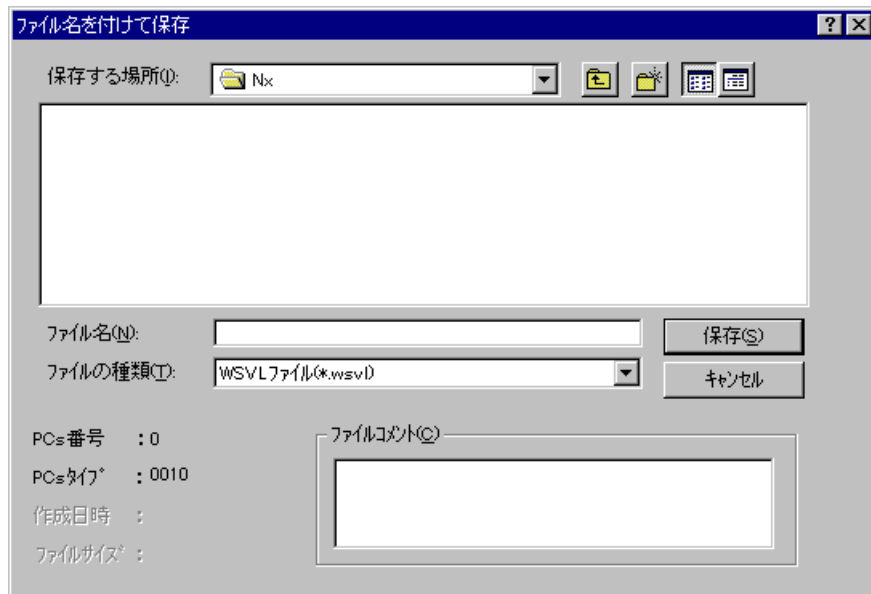 ファイル名を付けて保存
保存する場所(I):
Nx
ファイル名(N):
保存(S)
ファイルの種類(T):
WSVLファイル(*.wsvl)
キャンセル
PCs番号 :0
ファイルコメント(C)
PCsタイプ :0010
作成日時 :
ファイルサイズ :